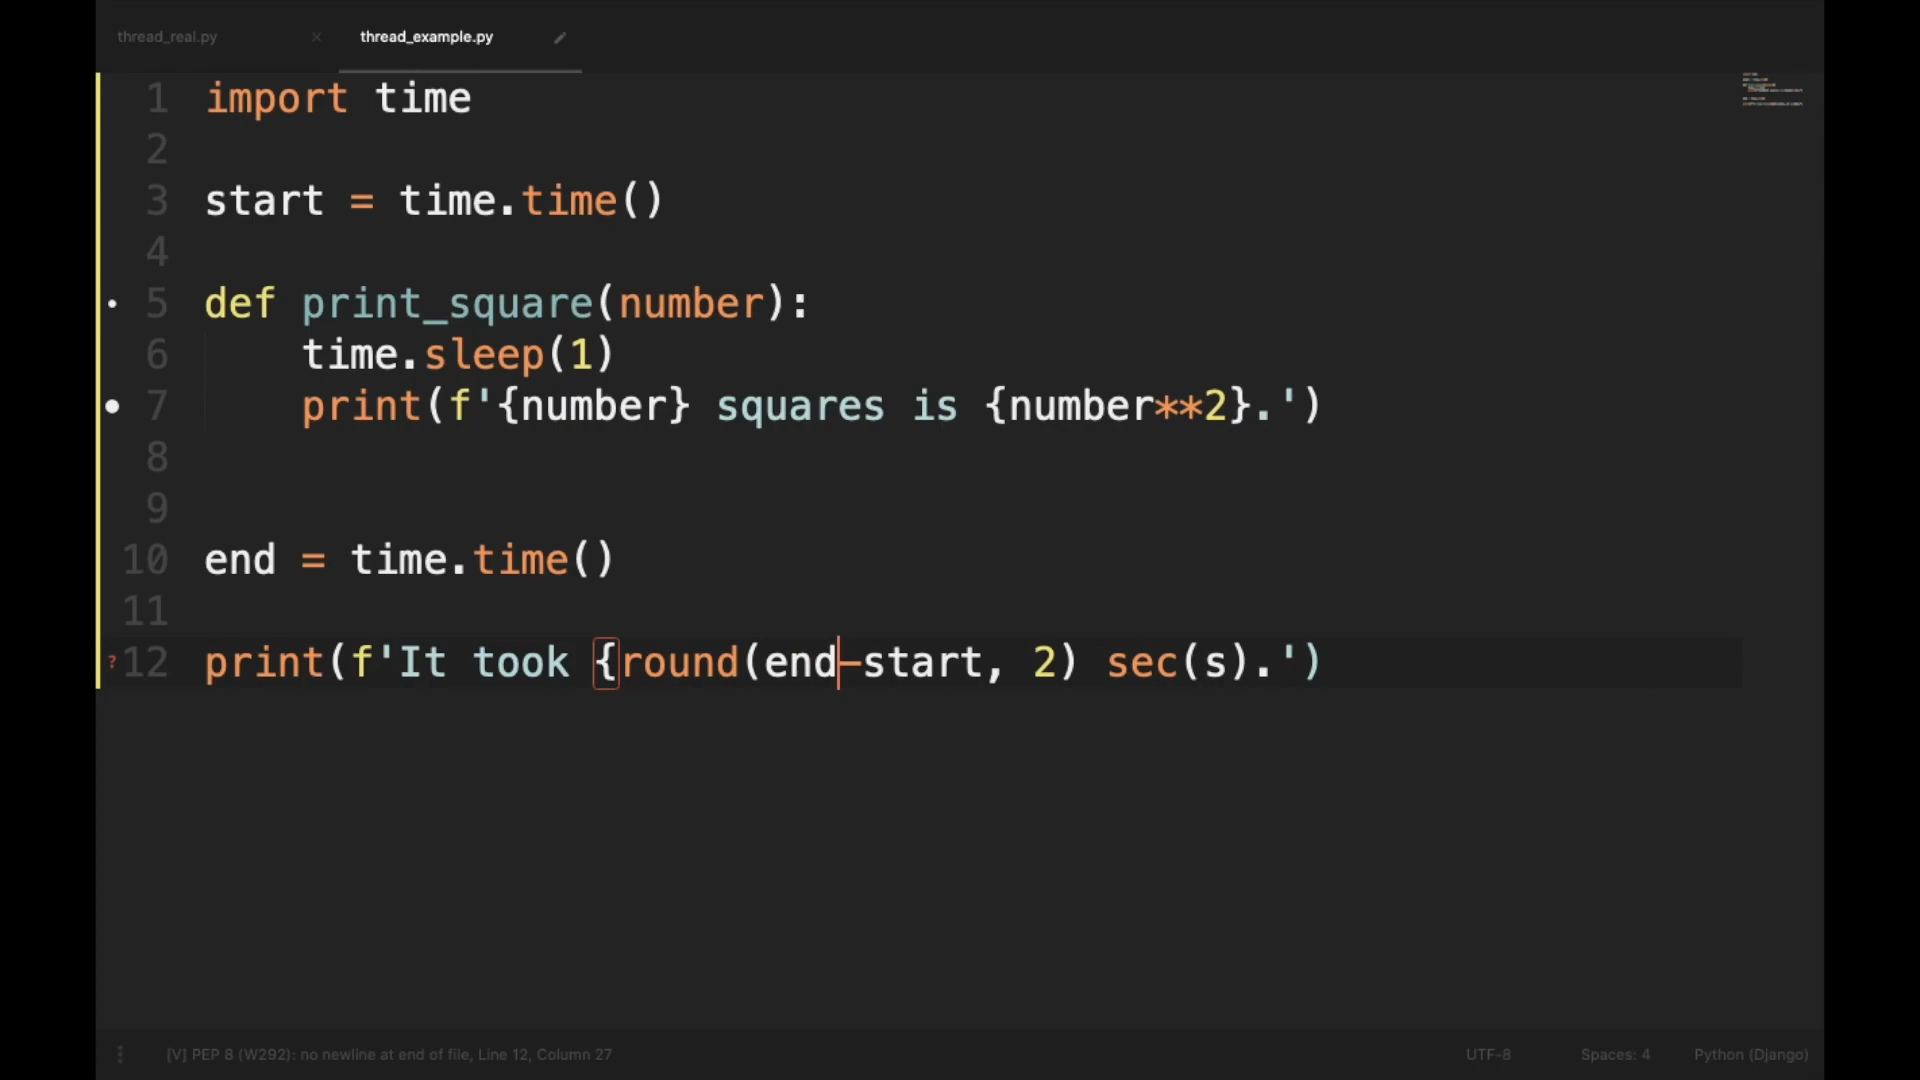 thread_real.py × thread_example.py
1 import time
2
3 start = time.time()
4
5 def print_square(number):
6     time.sleep(1)
7     print(f'{number} squares is {number**2}.')
8
9
10 end = time.time()
11
?12 print(f'It took {round(end-start, 2) sec(s).')
[V] PEP 8 (W292): no newline at end of file, Line 12, Column 27 UTF-8 Spaces: 4 Python (Django)